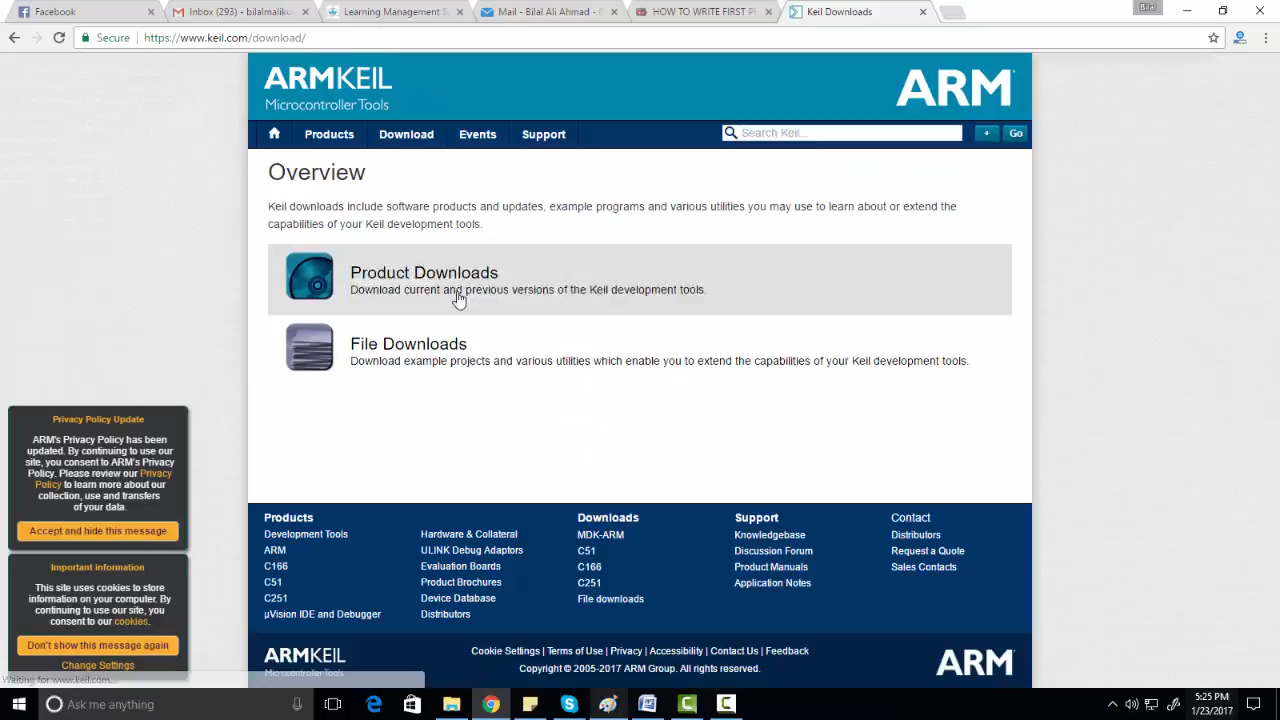 Facebook
Inbox (293) - bilalmaliku
Learning Management S
Mail - Bilal Ali Ahmad -
HOW TO WRITE FIRST P
Keil Downloads
Secure
https://www.keil.com/download/
ARMKEIL
Microcontroller Tools
ARM
Products
Download
Events
Support
Search Keil...
+
Go
Overview
Keil downloads include software products and updates, example programs and various utilities you may use to learn about or extend the
capabilities of your Keil development tools.
Product Downloads
Download current and previous versions of the Keil development tools.
File Downloads
Download example projects and various utilities which enable you to extend the capabilities of your Keil development tools.
Privacy Policy Update
ARM's Privacy Policy has been
updated. By continuing to use our
site, you consent to ARM's Privacy
Policy. Please review our Privacy
Policy to learn more about our
collection, use and transfers
of your data.
Accept and hide this message
Important information
This site uses cookies to store
information on your computer. By
continuing to use our site, you
consent to our cookies.
Don't show this message again
Change Settings
Waiting for www.keil.com...
Products
Development Tools
ARM
C166
C51
C251
µVision IDE and Debugger
Hardware & Collateral
ULINK Debug Adaptors
Evaluation Boards
Product Brochures
Device Database
Distributors
Downloads
MDK-ARM
C51
C166
C251
File downloads
Support
Knowledgebase
Discussion Forum
Product Manuals
Application Notes
Contact
Distributors
Request a Quote
Sales Contacts
ARMKEIL
Microcontroller Tools
Cookie Settings | Terms of Use | Privacy | Accessibility | Contact Us | Feedback
Copyright © 2005-2017 ARM Group. All rights reserved.
ARM
Ask me anything
5:25 PM
1/23/2017